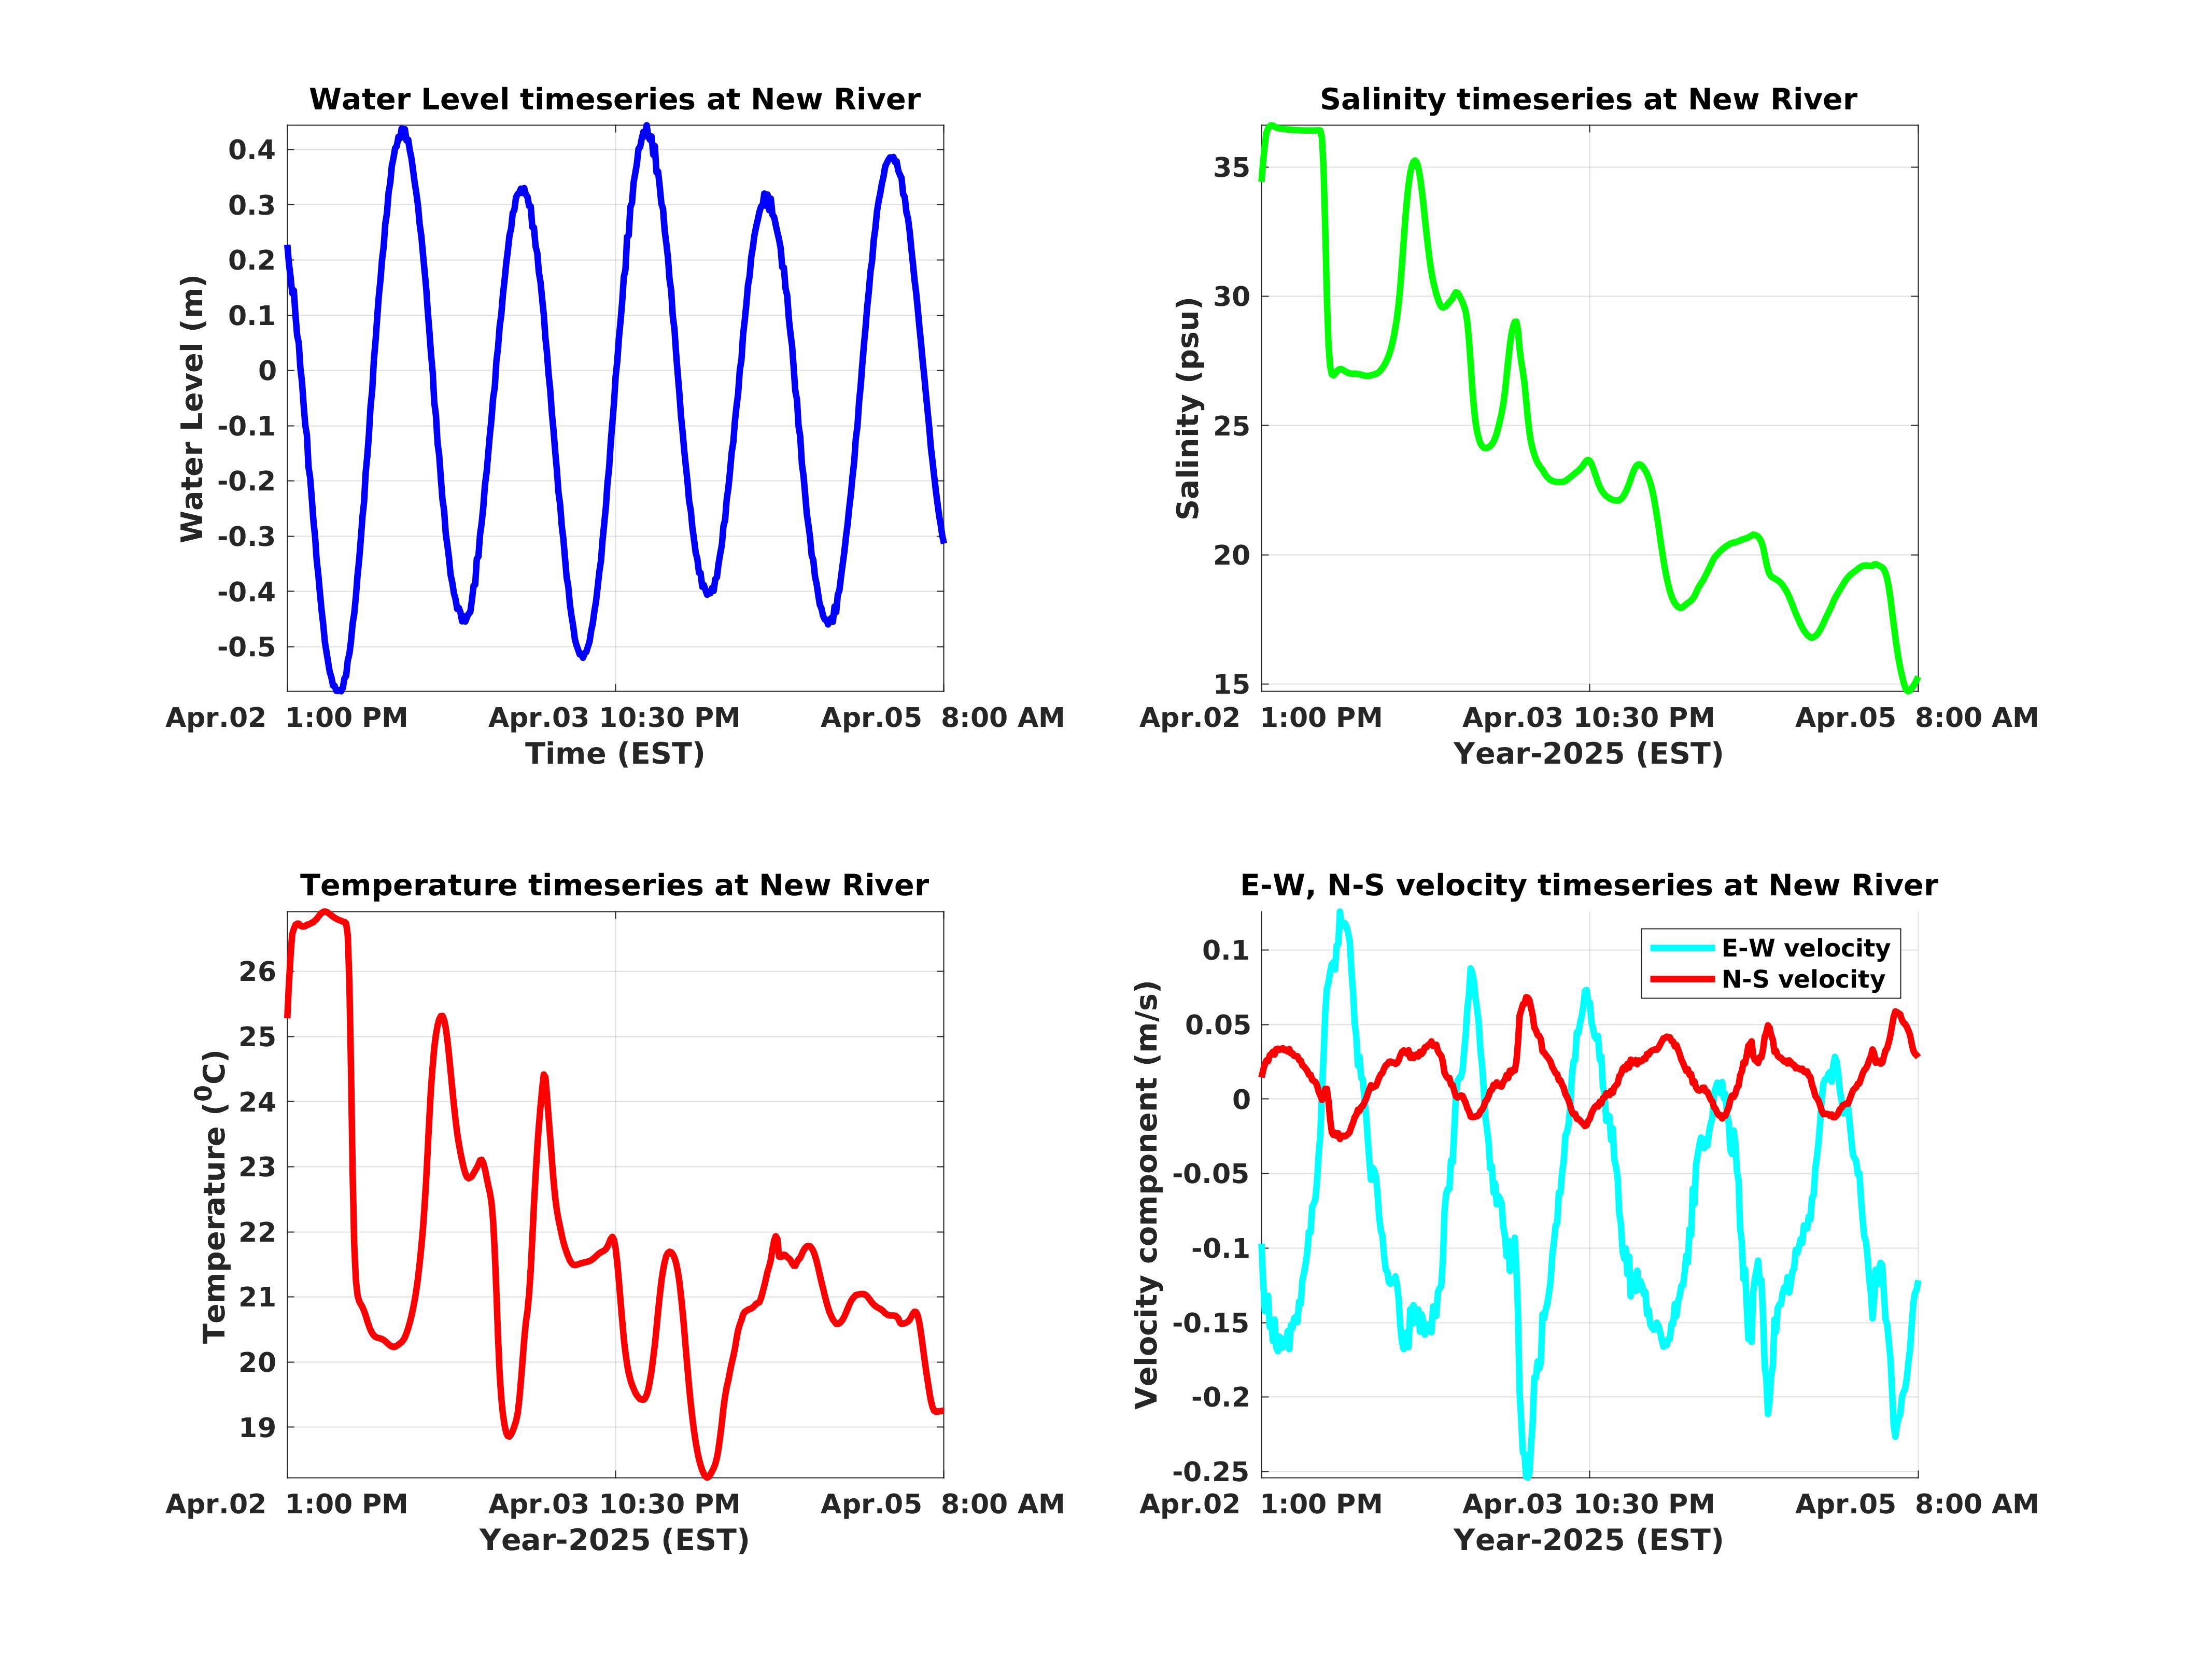 Water Level timeseries at New River
0.4
0.3
0.2
0.1
0
-0.1
-0.2
-0.3
-0.4
-0.5
Water Level (m)
Apr.02 1:00 PM
Apr.03 10:30 PM
Apr.05 8:00 AM
Time (EST)
Salinity timeseries at New River
35
30
25
20
15
Salinity (psu)
Apr.02 1:00 PM
Apr.03 10:30 PM
Apr.05 8:00 AM
Year-2025 (EST)
Temperature timeseries at New River
26
25
24
23
22
21
20
19
Temperature (⁰C)
Apr.02 1:00 PM
Apr.03 10:30 PM
Apr.05 8:00 AM
Year-2025 (EST)
E-W, N-S velocity timeseries at New River
E-W velocity
N-S velocity
0.1
0.05
0
-0.05
-0.1
-0.15
-0.2
-0.25
Velocity component (m/s)
Apr.02 1:00 PM
Apr.03 10:30 PM
Apr.05 8:00 AM
Year-2025 (EST)